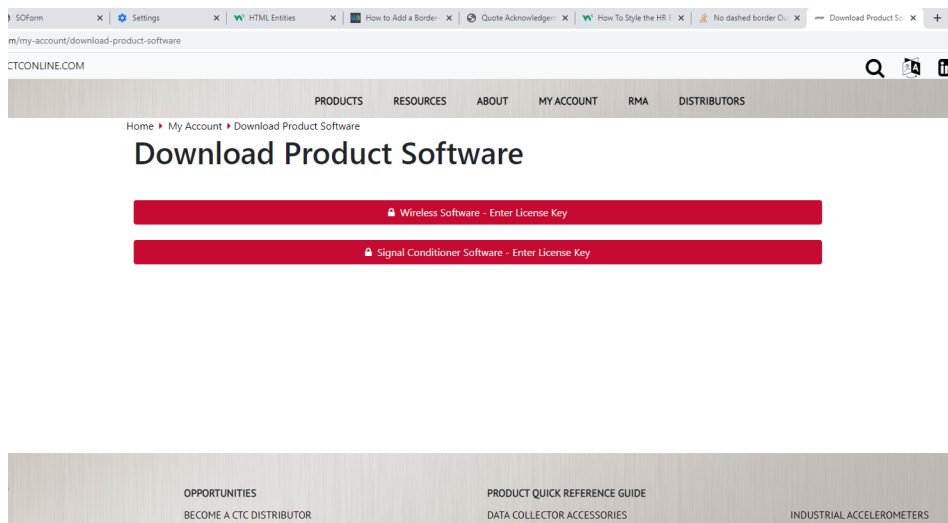 SOForm
Settings
HTML Entities
How to Add a Border
Quote Acknowledgem
How To Style the HR E
No dashed border Ou
Download Product So
m/my-account/download-product-software
CTCONLINE.COM
PRODUCTS RESOURCES ABOUT MY ACCOUNT RMA DISTRIBUTORS
Home My Account Download Product Software
Download Product Software
Wireless Software - Enter License Key
Signal Conditioner Software - Enter License Key
OPPORTUNITIES PRODUCT QUICK REFERENCE GUIDE
BECOME A CTC DISTRIBUTOR DATA COLLECTOR ACCESSORIES INDUSTRIAL ACCELEROMETERS